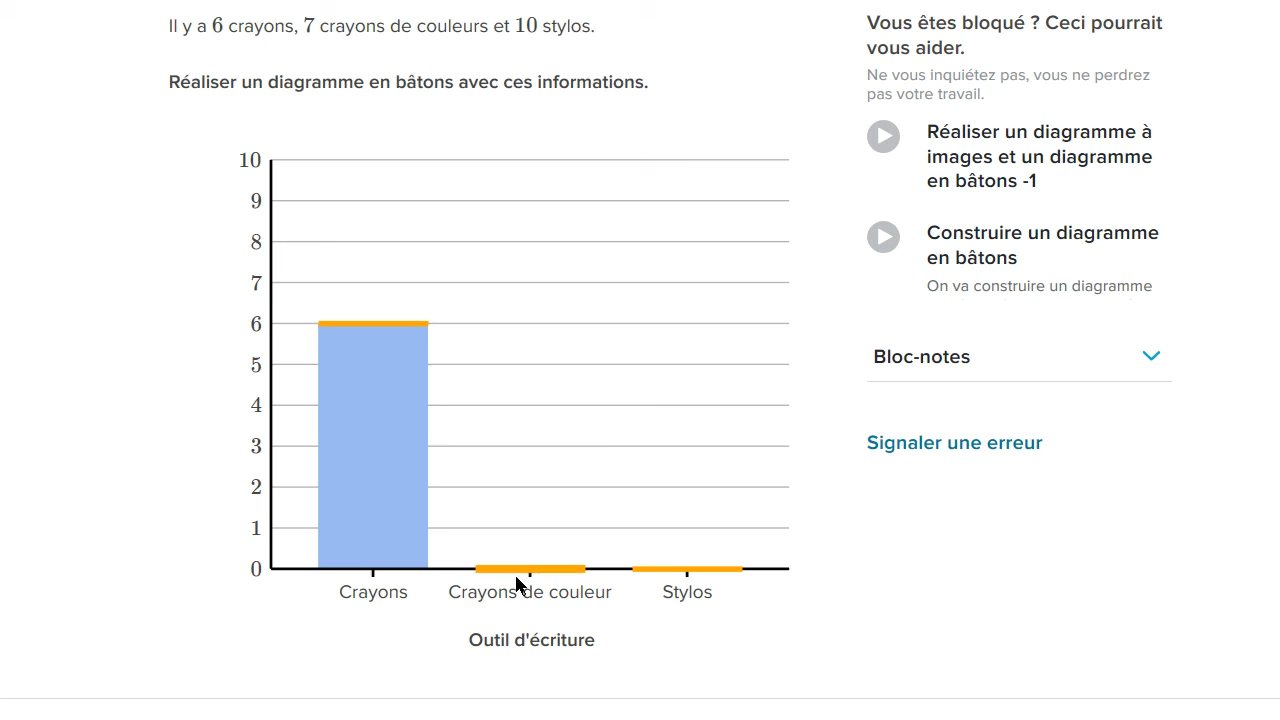 Il y a 6 crayons, 7 crayons de couleurs et 10 stylos.
Réaliser un diagramme en bâtons avec ces informations.
10
9
8
7
6
5
4
3
2
1
0
Crayons
Crayons de couleur
Stylos
Outil d'écriture
Vous êtes bloqué ? Ceci pourrait
vous aider.
Ne vous inquiétez pas, vous ne perdrez
pas votre travail.
Réaliser un diagramme à
images et un diagramme
en bâtons -1
Construire un diagramme
en bâtons
On va construire un diagramme
Bloc-notes
Signaler une erreur